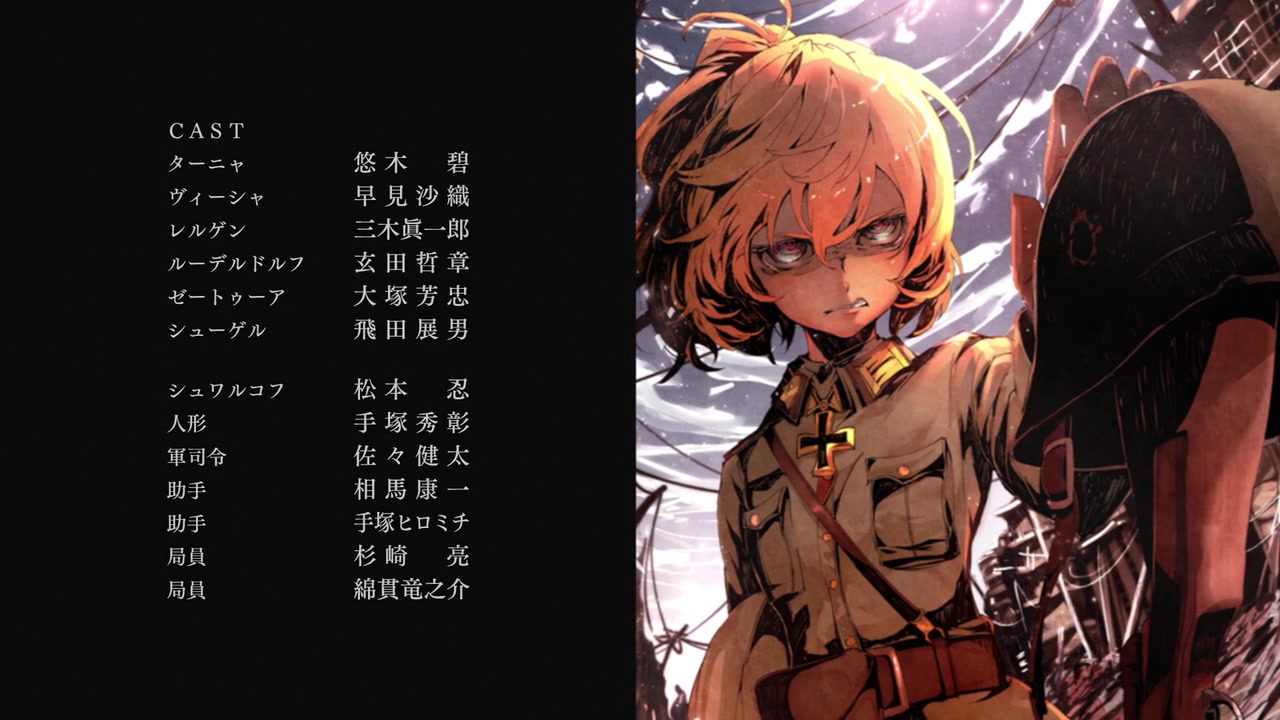 CAST
ターニャ 悠木 碧
ヴィーシャ 早見沙織
レルゲン 三木眞一郎
ルーデルドルフ 玄田哲章
ゼートゥーア 大塚芳忠
シューゲル 飛田展男
シュワルコフ 松本 忍
人形 手塚秀彰
軍司令 佐々健太
助手 相馬康一
助手 手塚ヒロミチ
局員 杉崎 亮
局員 綿貫竜之介